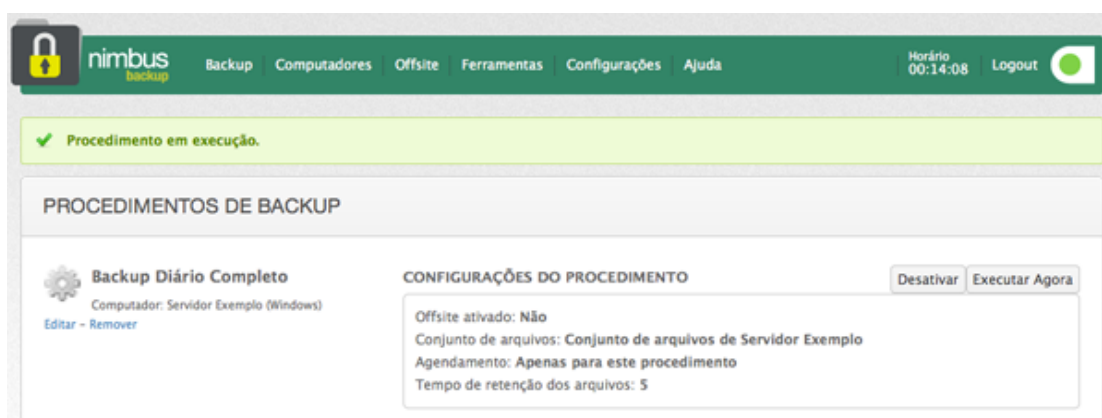 nimbus
backup
Backup Computadores Offsite Ferramentas Configurações Ajuda
Horário
00:14:08
Logout
Procedimento em execução.
PROCEDIMENTOS DE BACKUP
Backup Diário Completo
Computador: Servidor Exemplo (Windows)
Editar – Remover
CONFIGURAÇÕES DO PROCEDIMENTO
Desativar Executar Agora
Offsite ativado: Não
Conjunto de arquivos: Conjunto de arquivos de Servidor Exemplo
Agendamento: Apenas para este procedimento
Tempo de retenção dos arquivos: 5